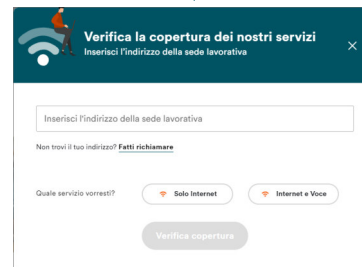 Verifica la copertura dei nostri servizi
Inserisci l'indirizzo della sede lavorativa
Inserisci l'indirizzo della sede lavorativa
Non trovi il tuo indirizzo? Fatti richiamare
Quale servizio vorresti? Solo Internet Internet e Voce
Verifica copertura